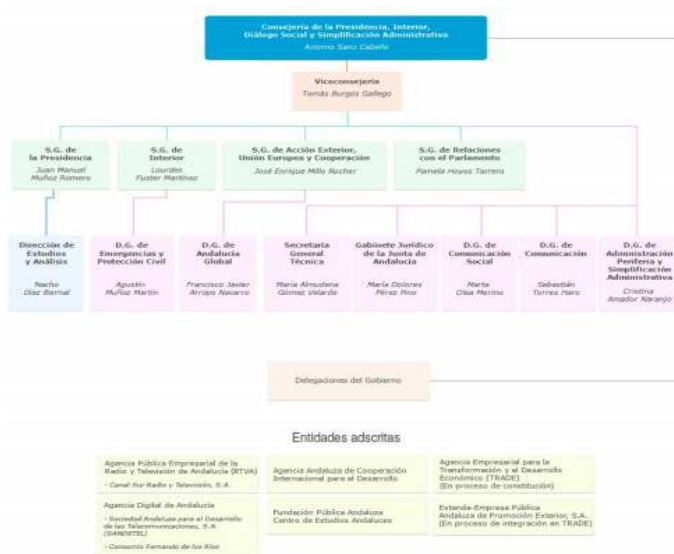 Consejería de la Presidencia, Interior,
Diálogo Social y Simplificación Administrativa
Antonio Sanz Cabello
Viceconsejería
Tomás Burgos Gallego
S.G. de
la Presidencia
Juan Manuel
Muñoz Romero
S.G. de
Interior
Lourdes
Fuster Martínez
S.G. de Acción Exterior,
Unión Europea y Cooperación
José Enrique Millo Rocher
S.G. de Relaciones
con el Parlamento
Pamela Hoyos Tarrero
Dirección de
Estudios
y Análisis
Nacho
Díaz Bernal
D.G. de
Emergencias y
Protección Civil
Agustín
Muñoz Martín
D.G. de
Andalucía
Global
Francisco Javier
Arroyo Navarro
Secretaría
General
Técnica
María Almudena
Gómez Velarde
Gabinete Jurídico
de la Junta de
Andalucía
María Dolores
Pérez Pino
D.G. de
Comunicación
Social
Marta
Olea Merino
D.G. de
Comunicación
Sebastián
Torres Haro
D.G. de
Administración
Periferia y
Simplificación
Administrativa
Cristina
Amador Naranjo
Delegaciones del Gobierno
Entidades adscritas
Agencia Pública Empresarial de la
Radio y Televisión de Andalucía (RTVA)
- Canal Sur Radio y Televisión, S.A.
Agencia Andaluza de Cooperación
Internacional para el Desarrollo
Agencia Empresarial para la
Transformación y el Desarrollo
Económico (TRADE)
(En proceso de constitución)
Agencia Digital de Andalucía
- Sociedad Andaluza para el Desarrollo
de las Telecomunicaciones, S.A
(SANDETEL)
- Consorcio Fernando de los Ríos
Fundación Pública Andaluza
Centro de Estudios Andaluces
Extenda-Empresa Pública
Andaluza de Promoción Exterior, S.A.
(En proceso de integración en TRADE)